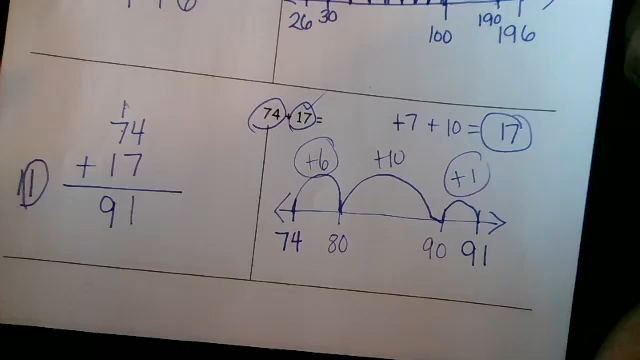 26 30 100 190 196
1
74
+ 17
91
11
74 + 17 =
+7 + 10 = 17
+6 +10 +1
74 80 90 91